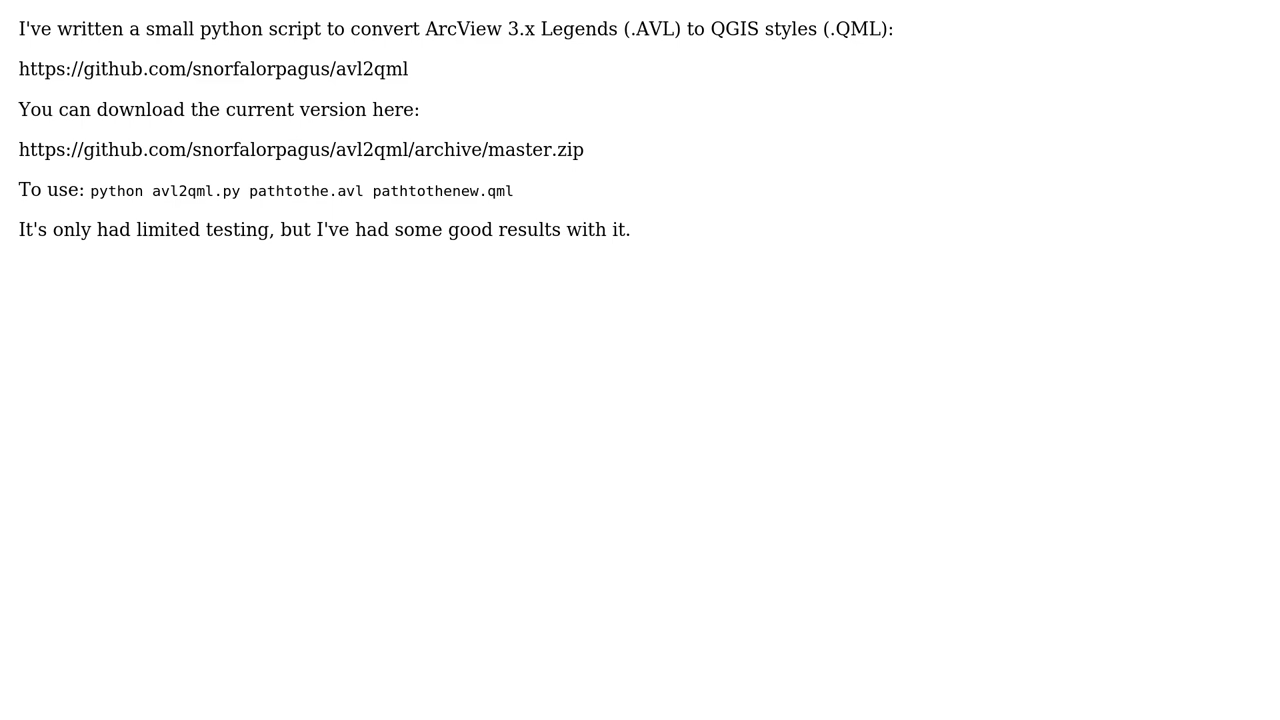 I've written a small python script to convert ArcView 3.x Legends (.AVL) to QGIS styles (.QML):
https://github.com/snorfalorpagus/avl2qml
You can download the current version here:
https://github.com/snorfalorpagus/avl2qml/archive/master.zip
To use: python avl2qml.py pathtothe.avl pathtothenew.qml
It's only had limited testing, but I've had some good results with it.